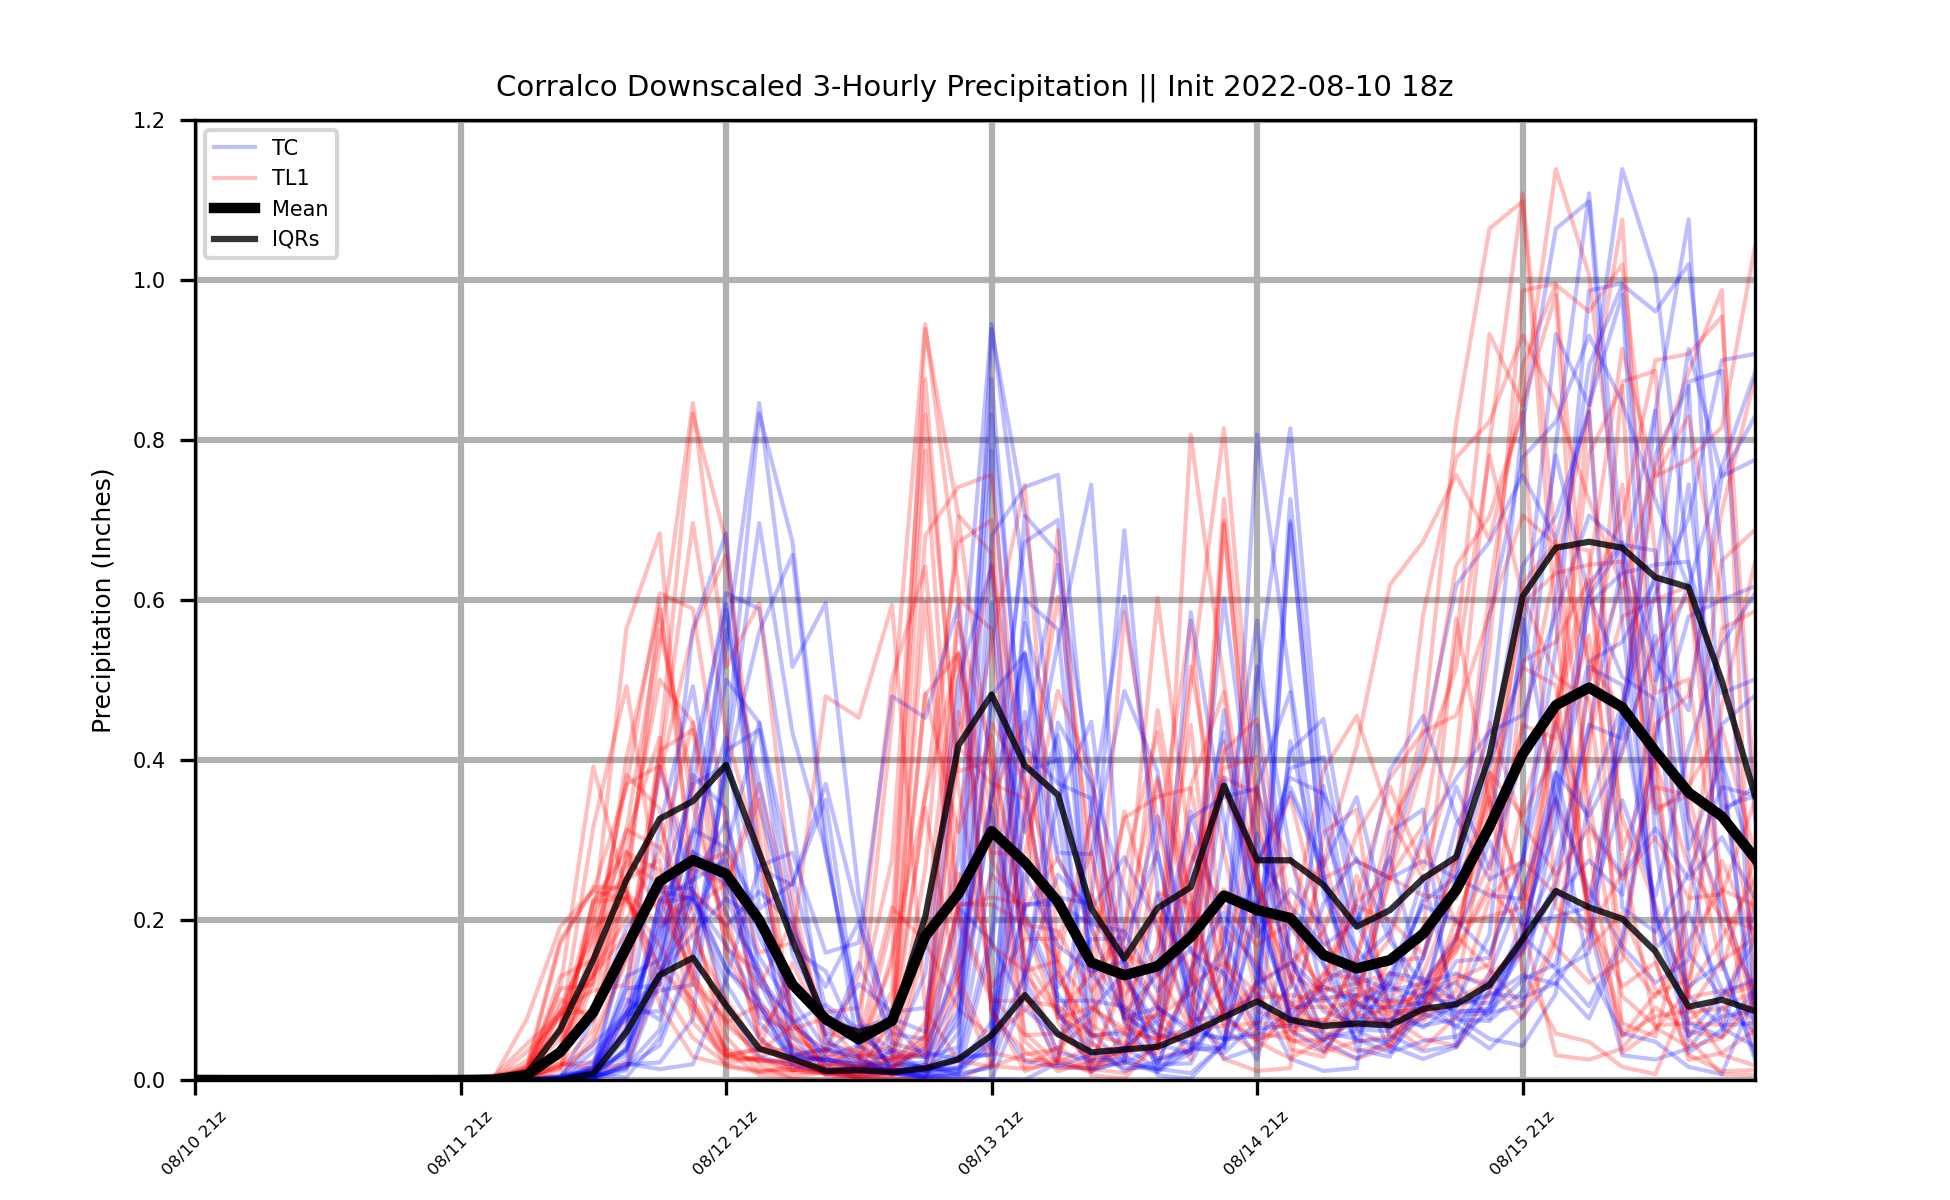 Corralco Downscaled 3-Hourly Precipitation || Init 2022-08-10 18z
1.2
1.0
0.8
0.6
0.4
0.2
0.0
Precipitation (Inches)
TC
TL1
Mean
IQRs
08/10 21z
08/11 21z
08/12 21z
08/13 21z
08/14 21z
08/15 21z